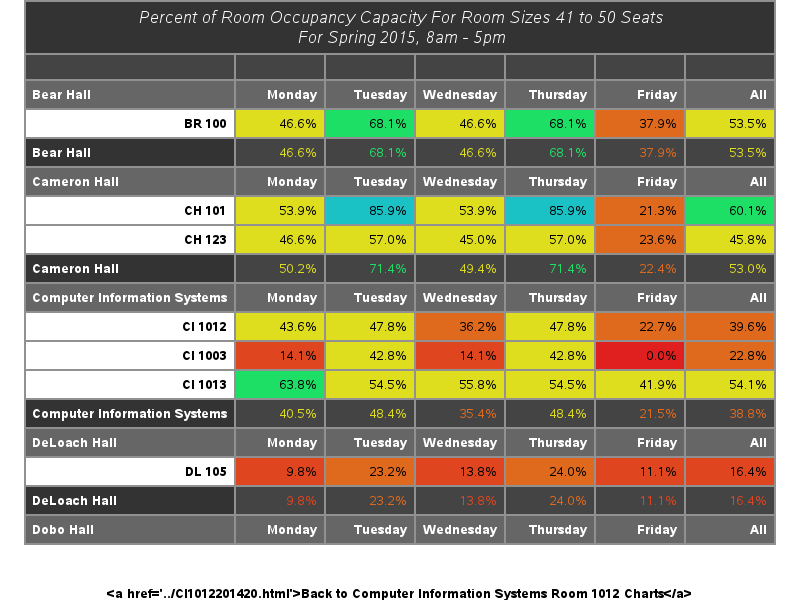 Percent of Room Occupancy Capacity For Room Sizes 41 to 50 Seats
For Spring 2015, 8am - 5pm
Bear Hall Monday Tuesday Wednesday Thursday Friday All
BR 100 46.6% 68.1% 46.6% 68.1% 37.9% 53.5%
Bear Hall 46.6% 68.1% 46.6% 68.1% 37.9% 53.5%
Cameron Hall Monday Tuesday Wednesday Thursday Friday All
CH 101 53.9% 85.9% 53.9% 85.9% 21.3% 60.1%
CH 123 46.6% 57.0% 45.0% 57.0% 23.6% 45.8%
Cameron Hall 50.2% 71.4% 49.4% 71.4% 22.4% 53.0%
Computer Information Systems Monday Tuesday Wednesday Thursday Friday All
CI 1012 43.6% 47.8% 36.2% 47.8% 22.7% 39.6%
CI 1003 14.1% 42.8% 14.1% 42.8% 0.0% 22.8%
CI 1013 63.8% 54.5% 55.8% 54.5% 41.9% 54.1%
Computer Information Systems 40.5% 48.4% 35.4% 48.4% 21.5% 38.8%
DeLoach Hall Monday Tuesday Wednesday Thursday Friday All
DL 105 9.8% 23.2% 13.8% 24.0% 11.1% 16.4%
DeLoach Hall 9.8% 23.2% 13.8% 24.0% 11.1% 16.4%
Dobo Hall Monday Tuesday Wednesday Thursday Friday All
<a href='../CI1012201420.html'>Back to Computer Information Systems Room 1012 Charts</a>